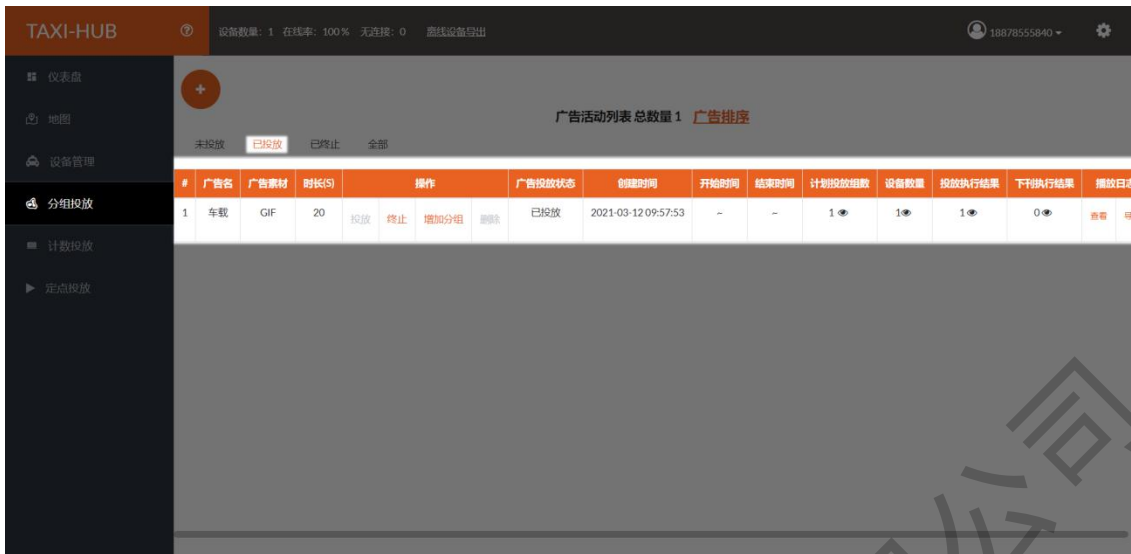 TAXI-HUB 设备数量: 1 在线率: 100% 无连接: 0 离线设备导出 18878555840
仪表盘
地图
设备管理
分组投放
计数投放
定点投放
广告活动列表 总数量 1 广告排序
未投放 已投放 已终止 全部
# 广告名 广告素材 时长(S) 操作 广告投放状态 创建时间 开始时间 结束时间 计划投放组数 设备数量 投放执行结果 下刊执行结果 播放日志
1 车载 GIF 20 投放 终止 增加分组 删除 已投放 2021-03-12 09:57:53 ~ ~ 1 1 1 0 查看
公司